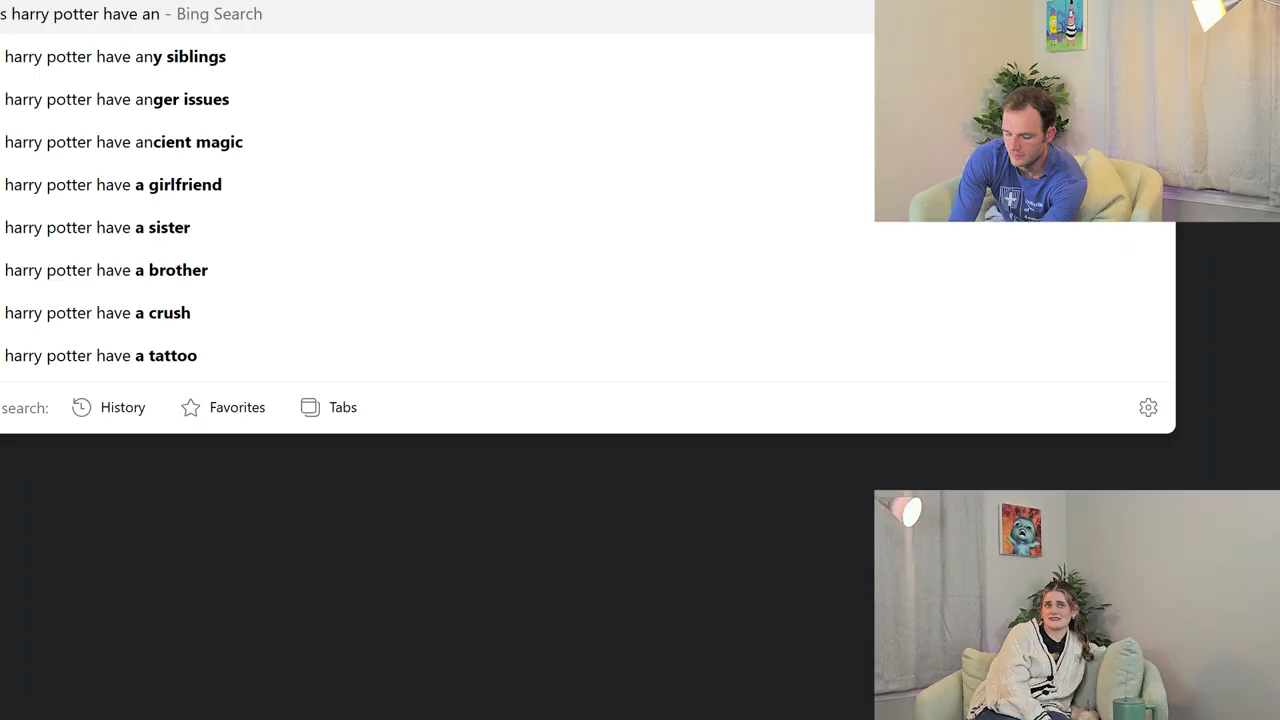 s harry potter have an - Bing Search
harry potter have any siblings
harry potter have anger issues
harry potter have ancient magic
harry potter have a girlfriend
harry potter have a sister
harry potter have a brother
harry potter have a crush
harry potter have a tattoo
search: History Favorites Tabs